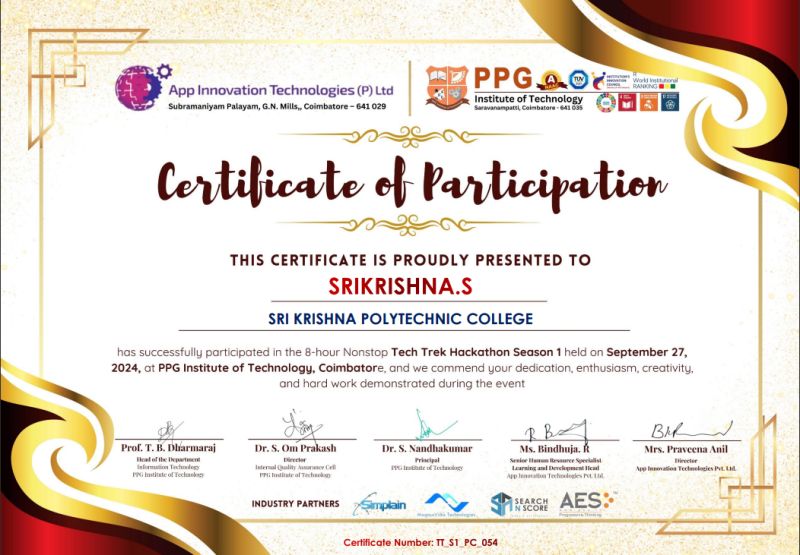 App Innovation Technologies (P) Ltd
Subramaniyam Palayam, G.N. Mills,, Coimbatore – 641 029
PPG
Institute of Technology
Saravanampatti, Coimbatore - 641 035
INSTITUTION'S
INNOVATION
COUNCIL
World Institutional
RANKING
Certificate of Participation
THIS CERTIFICATE IS PROUDLY PRESENTED TO
SRIKRISHNA.S
SRI KRISHNA POLYTECHNIC COLLEGE
has successfully participated in the 8-hour Nonstop Tech Trek Hackathon Season 1 held on September 27,
2024, at PPG Institute of Technology, Coimbatore, and we commend your dedication, enthusiasm, creativity,
and hard work demonstrated during the event
Prof. T. B. Dharmaraj
Head of the Department
Information Technology
PPG Institute of Technology
Dr. S. Om Prakash
Director
Internal Quality Assurance Cell
PPG Institute of Technology
Dr. S. Nandhakumar
Principal
PPG Institute of Technology
Ms. Bindhuja. R
Senior Human Resource Specialist
Learning and Development Head
App Innovation Technologies Pvt. Ltd.
Mrs. Praveena Anil
Director
App Innovation Technologies Pvt. Ltd.
INDUSTRY PARTNERS
Simplain
MagnusVista Technologies
SEARCH
N SCORE
AES
Certificate Number: TT_S1_PC_054